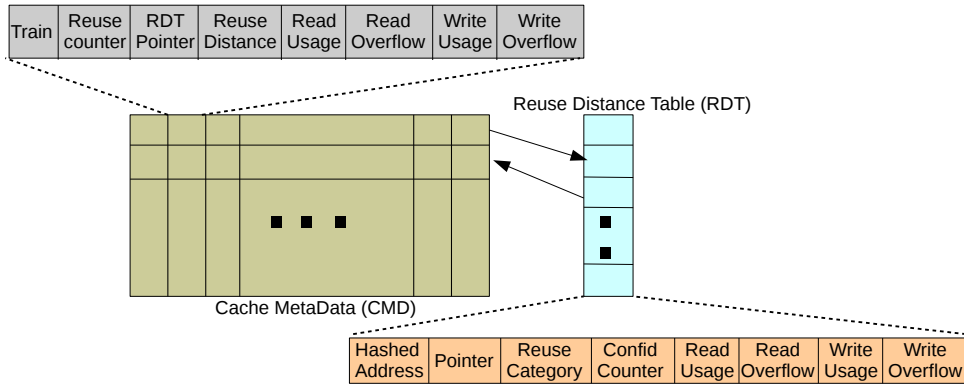 Train
Reuse
counter
RDT
Pointer
Reuse
Distance
Read
Usage
Read
Overflow
Write
Usage
Write
Overflow
Reuse Distance Table (RDT)
Cache MetaData (CMD)
Hashed
Address
Pointer
Reuse
Category
Confid
Counter
Read
Usage
Read
Overflow
Write
Usage
Write
Overflow